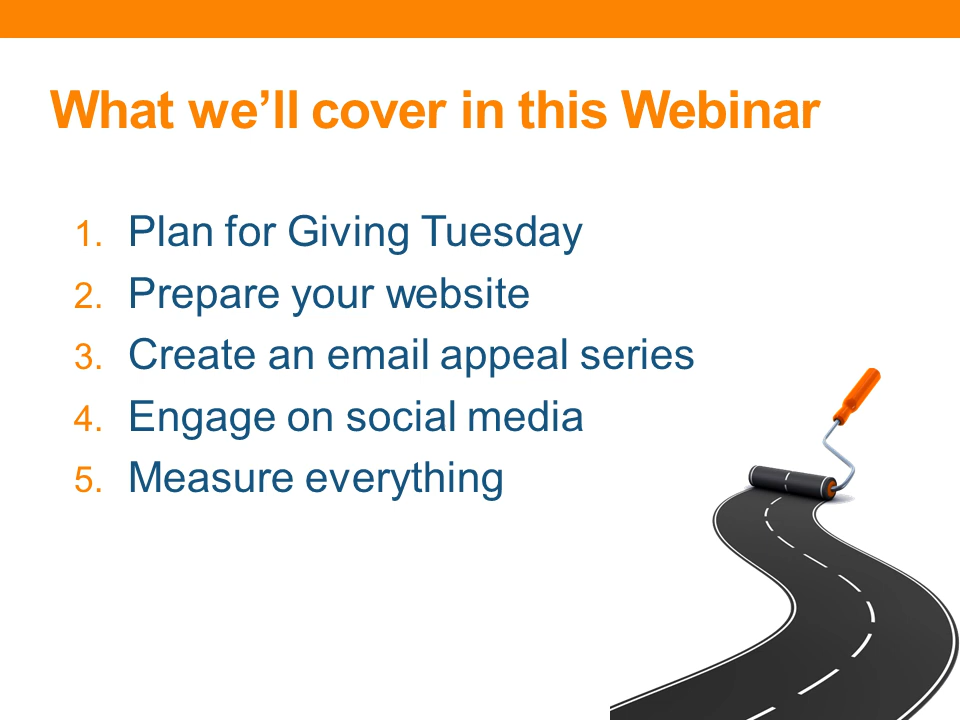 What we’ll cover in this Webinar
1. Plan for Giving Tuesday
2. Prepare your website
3. Create an email appeal series
4. Engage on social media
5. Measure everything